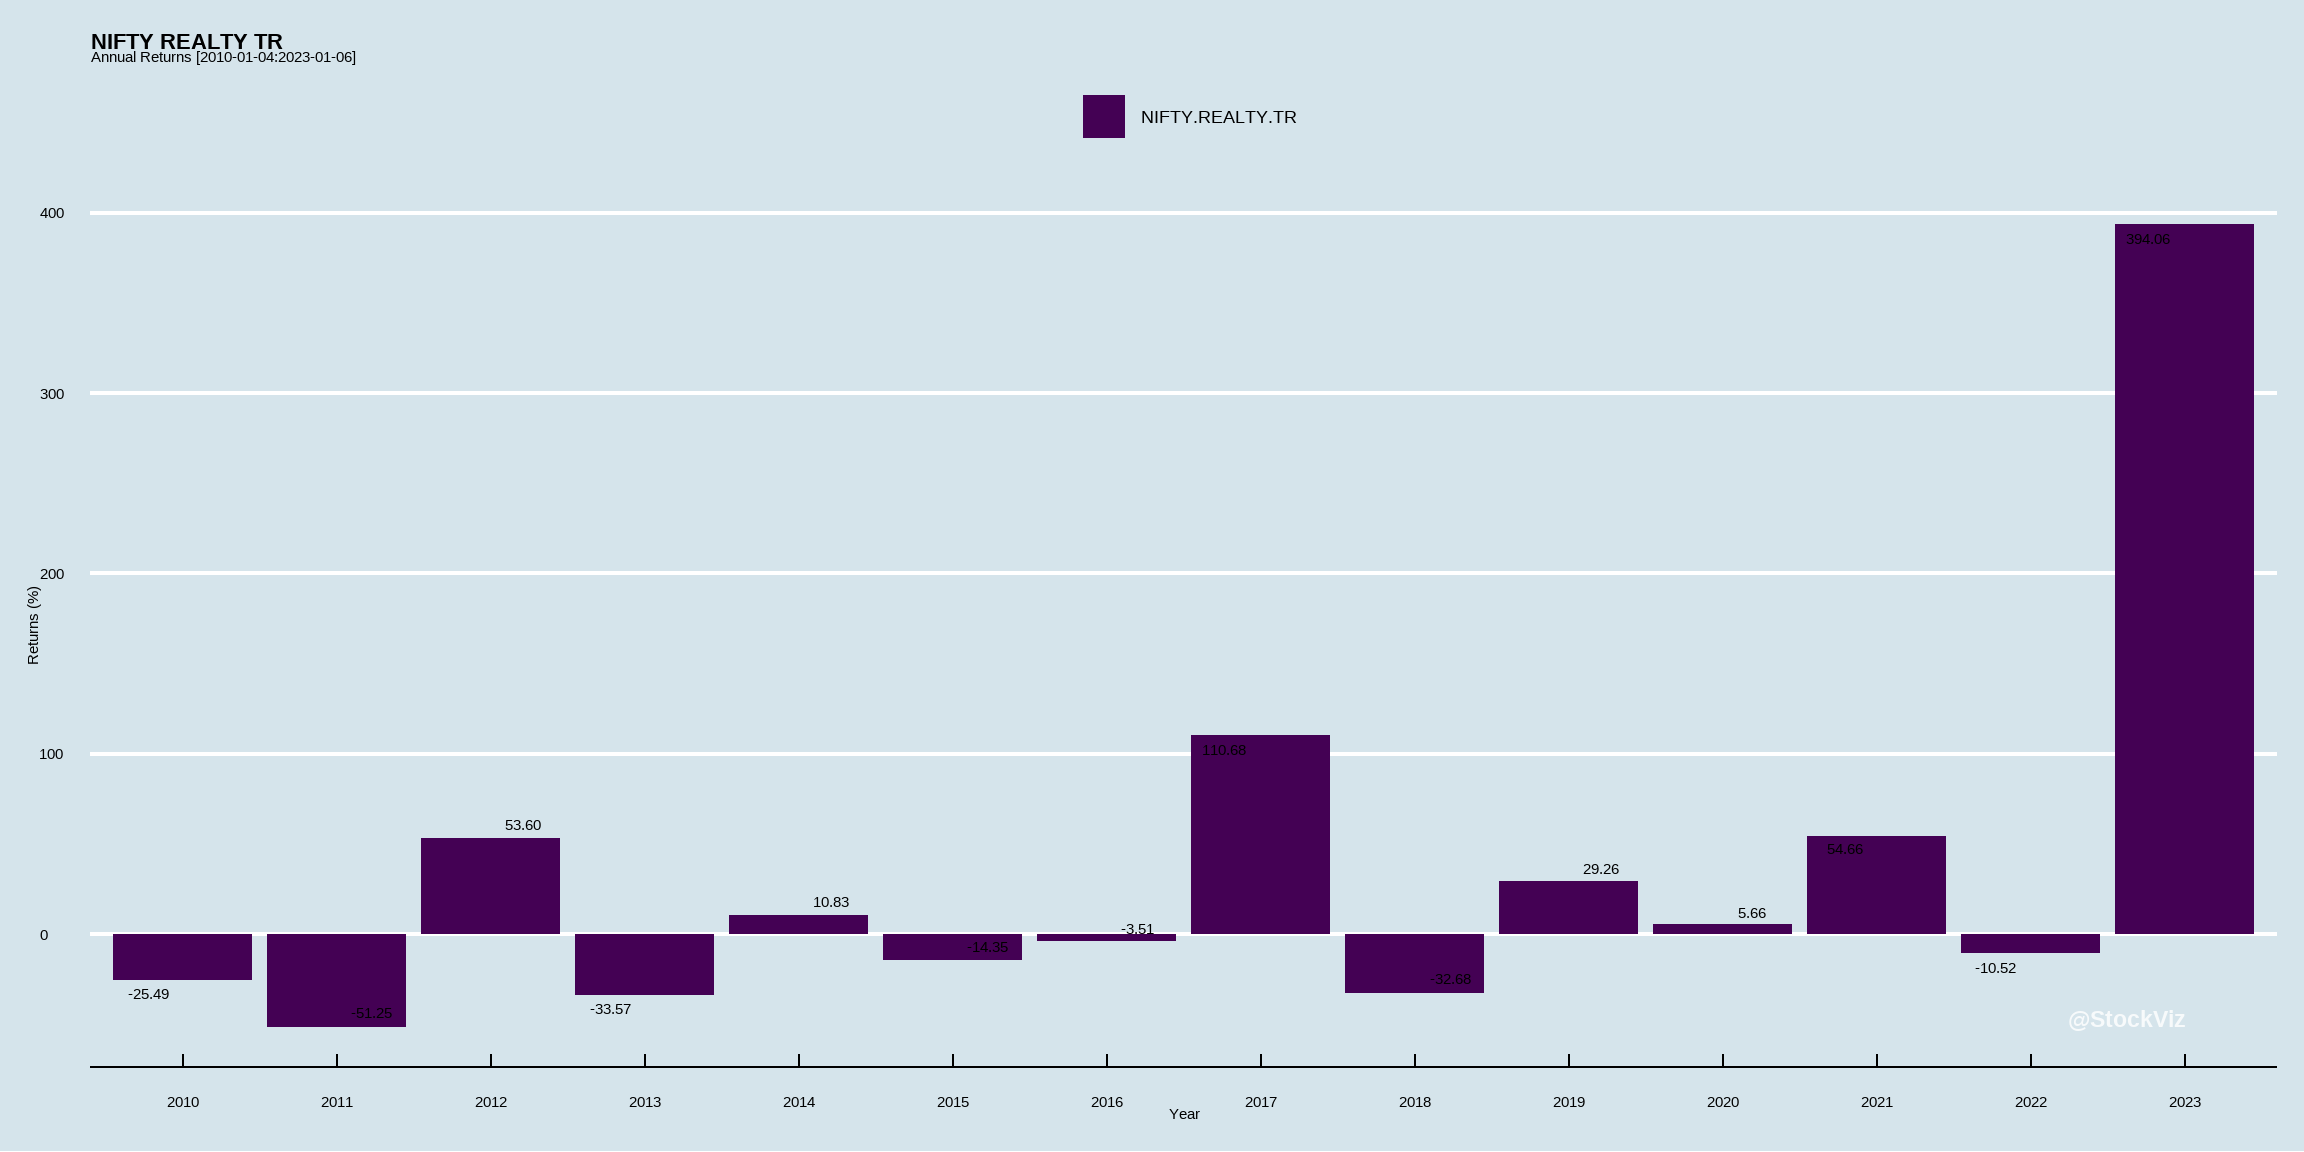 NIFTY REALTY TR
Annual Returns [2010-01-04:2023-01-06]
NIFTY.REALTY.TR
400
300
200
100
0
Returns (%)
-25.49
-51.25
53.60
-33.57
10.83
-14.35
-3.51
110.68
-32.68
29.26
5.66
54.66
-10.52
394.06
@StockViz
2010 2011 2012 2013 2014 2015 2016 2017 2018 2019 2020 2021 2022 2023
Year